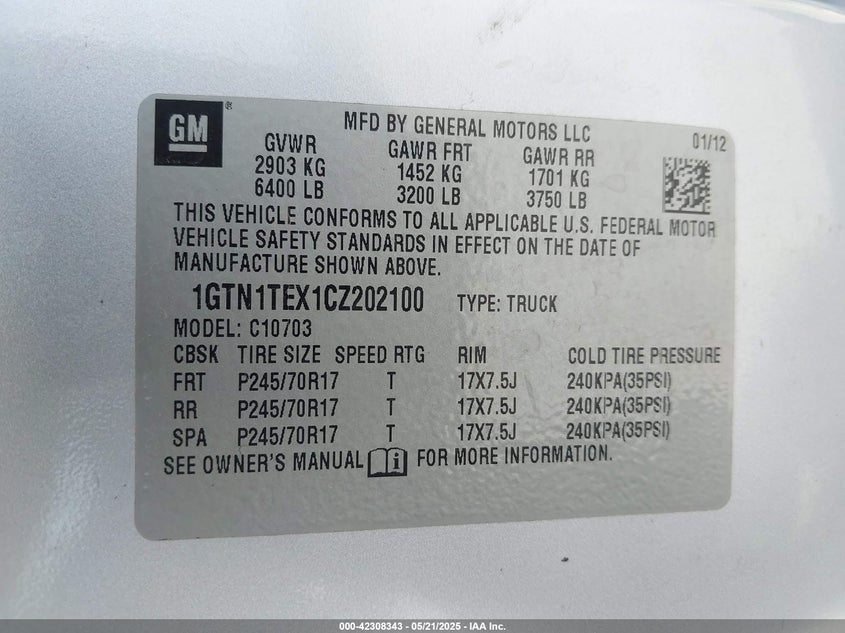 GM
®
MFD BY GENERAL MOTORS LLC
01/12
GVWR GAWR FRT GAWR RR
2903 KG 1452 KG 1701 KG
6400 LB 3200 LB 3750 LB
THIS VEHICLE CONFORMS TO ALL APPLICABLE U.S. FEDERAL MOTOR
VEHICLE SAFETY STANDARDS IN EFFECT ON THE DATE OF
MANUFACTURE SHOWN ABOVE.
1GTN1TEX1CZ202100 TYPE: TRUCK
MODEL: C10703
CBSK TIRE SIZE SPEED RTG RIM COLD TIRE PRESSURE
FRT P245/70R17 T 17X7.5J 240KPA(35PSI)
RR P245/70R17 T 17X7.5J 240KPA(35PSI)
SPA P245/70R17 T 17X7.5J 240KPA(35PSI)
SEE OWNER'S MANUAL i FOR MORE INFORMATION.
000-42308343 - 05/21/2025 - IAA Inc.